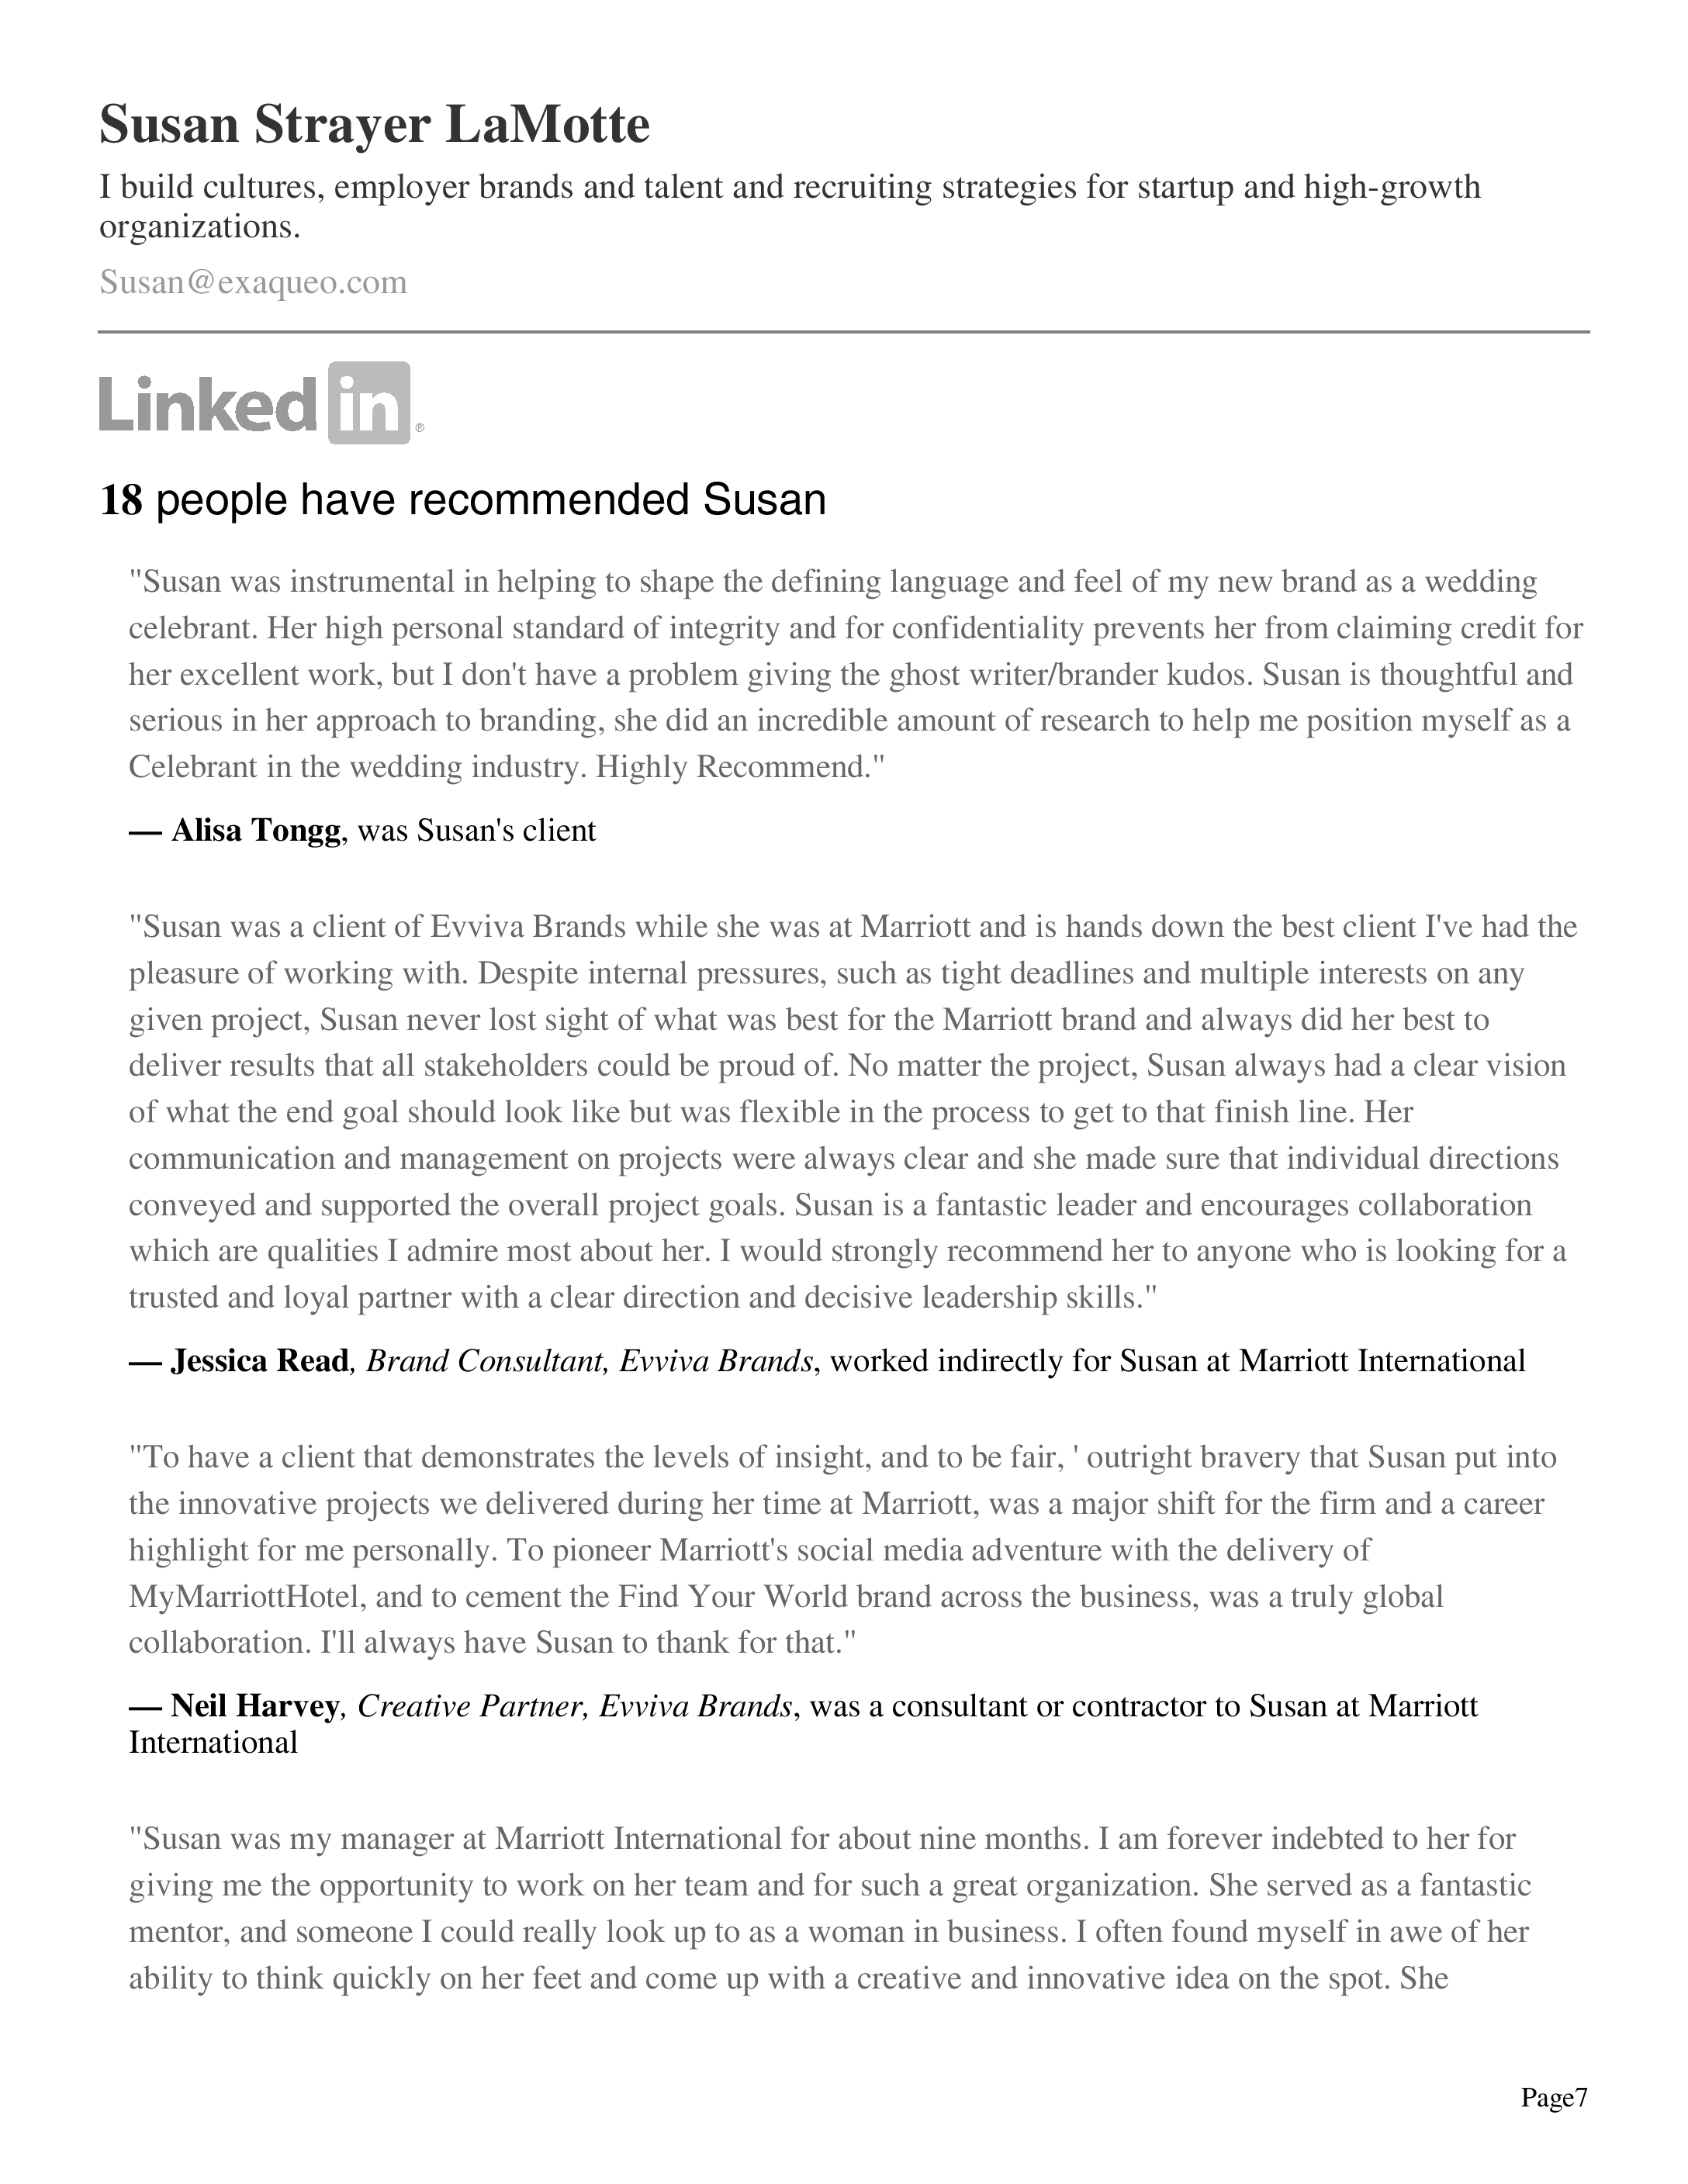 Susan Strayer LaMotte
I build cultures, employer brands and talent and recruiting strategies for startup and high-growth
organizations.
Susan@exaqueo.com
Linked in®
18 people have recommended Susan
"Susan was instrumental in helping to shape the defining language and feel of my new brand as a wedding
celebrant. Her high personal standard of integrity and for confidentiality prevents her from claiming credit for
her excellent work, but I don't have a problem giving the ghost writer/brander kudos. Susan is thoughtful and
serious in her approach to branding, she did an incredible amount of research to help me position myself as a
Celebrant in the wedding industry. Highly Recommend."
— Alisa Tongg, was Susan's client
"Susan was a client of Evviva Brands while she was at Marriott and is hands down the best client I've had the
pleasure of working with. Despite internal pressures, such as tight deadlines and multiple interests on any
given project, Susan never lost sight of what was best for the Marriott brand and always did her best to
deliver results that all stakeholders could be proud of. No matter the project, Susan always had a clear vision
of what the end goal should look like but was flexible in the process to get to that finish line. Her
communication and management on projects were always clear and she made sure that individual directions
conveyed and supported the overall project goals. Susan is a fantastic leader and encourages collaboration
which are qualities I admire most about her. I would strongly recommend her to anyone who is looking for a
trusted and loyal partner with a clear direction and decisive leadership skills."
— Jessica Read, Brand Consultant, Evviva Brands, worked indirectly for Susan at Marriott International
"To have a client that demonstrates the levels of insight, and to be fair, ' outright bravery that Susan put into
the innovative projects we delivered during her time at Marriott, was a major shift for the firm and a career
highlight for me personally. To pioneer Marriott's social media adventure with the delivery of
MyMarriottHotel, and to cement the Find Your World brand across the business, was a truly global
collaboration. I'll always have Susan to thank for that."
— Neil Harvey, Creative Partner, Evviva Brands, was a consultant or contractor to Susan at Marriott
International
"Susan was my manager at Marriott International for about nine months. I am forever indebted to her for
giving me the opportunity to work on her team and for such a great organization. She served as a fantastic
mentor, and someone I could really look up to as a woman in business. I often found myself in awe of her
ability to think quickly on her feet and come up with a creative and innovative idea on the spot. She
Page7